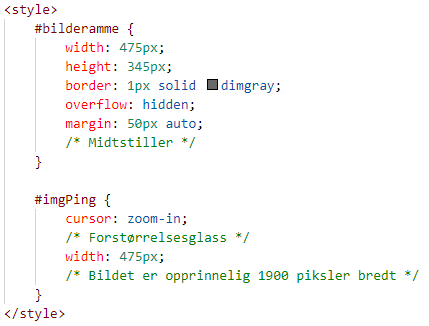 <style>
#bilderamme {
width: 475px;
height: 345px;
border: 1px solid dimgray;
overflow: hidden;
margin: 50px auto;
/* Midtstiller */
}
#imgPing {
cursor: zoom-in;
/* Forstørrelsesglass */
width: 475px;
/* Bildet er opprinnelig 1900 piksler bredt */
}
</style>